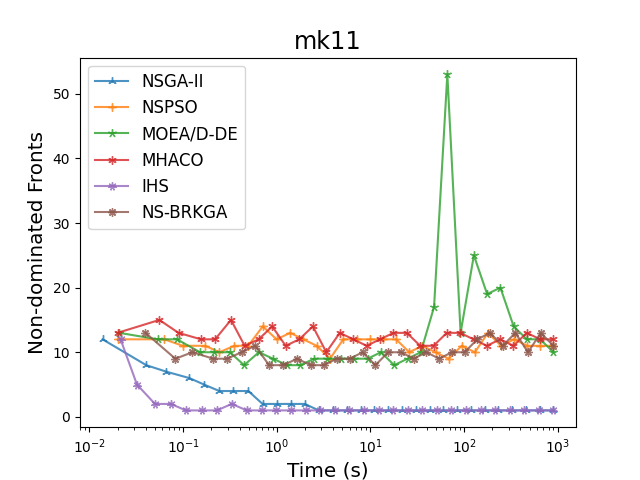 mk11
Non-dominated Fronts
50
40
30
20
10
0
NSGA-II
NSPSO
MOEA/D-DE
MHACO
IHS
NS-BRKGA
10⁻² 10⁻¹ 10⁰ 10¹ 10² 10³
Time (s)